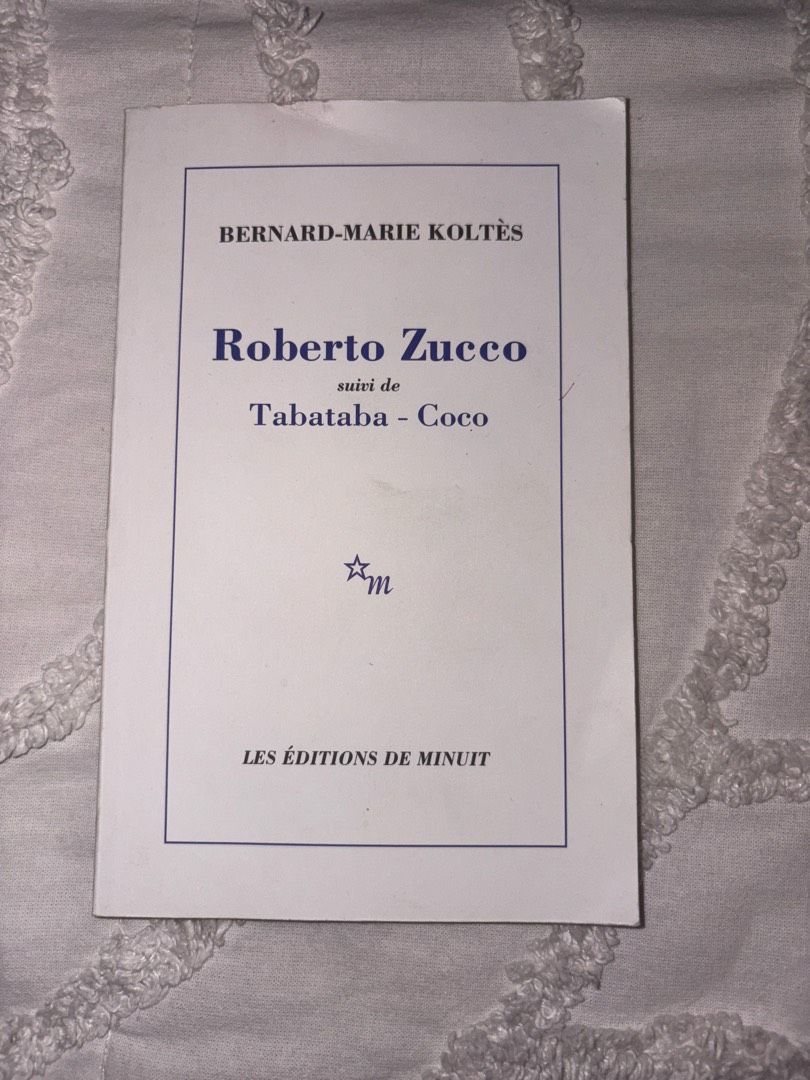 BERNARD-MARIE KOLTÈS
Roberto Zucco
suivi de
Tabataba - Coco
m
LES ÉDITIONS DE MINUIT